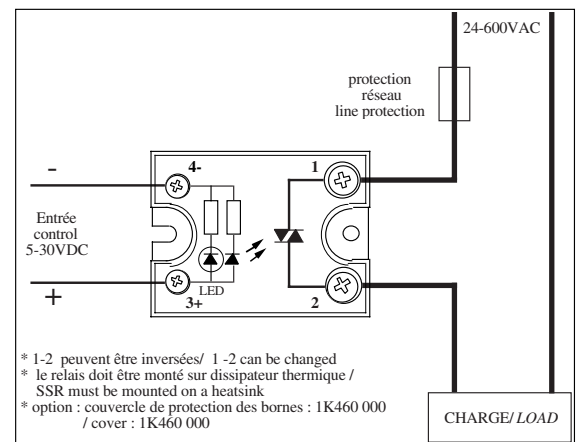 24-600VAC
protection
réseau
line protection
4-
1
-
Entrée
control
5-30VDC
+
LED
3+
2
* 1-2 peuvent être inversées/ 1 -2 can be changed
* le relais doit être monté sur dissipateur thermique /
SSR must be mounted on a heatsink
* option : couvercle de protection des bornes : 1K460 000
/ cover : 1K460 000
CHARGE/ LOAD